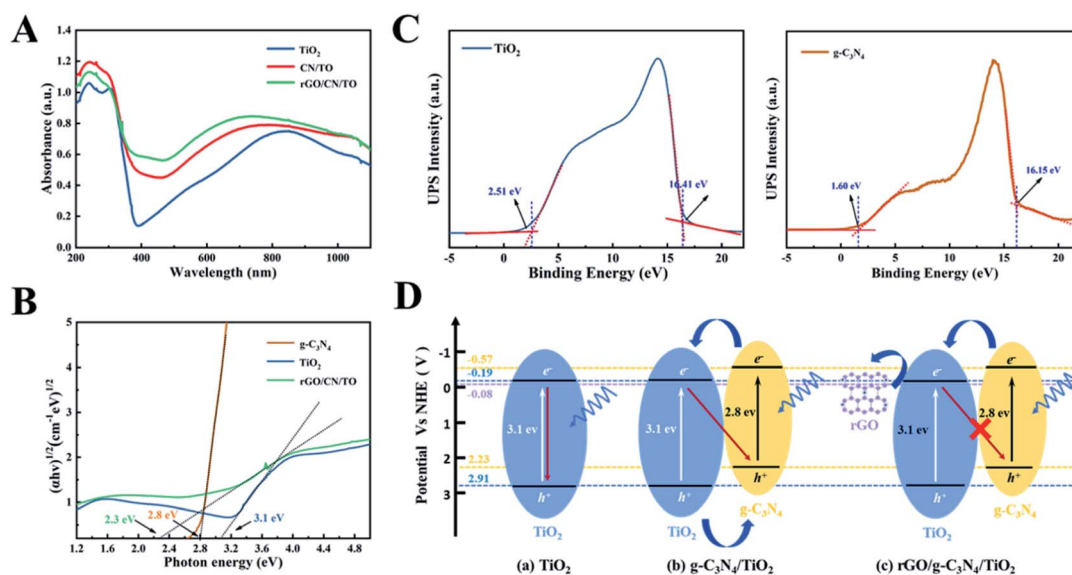 A
TiO2
CN/TO
rGO/CN/TO
Absorbance (a.u.)
1.4
1.2
1.0
0.8
0.6
0.4
0.2
0.0
200 400 600 800 1000
Wavelength (nm)
B
g-C3N4
TiO2
rGO/CN/TO
(αhν)1/2(cm-1eV)1/2
5
4
3
2
1
2.3 eV
2.8 eV
3.1 eV
1.2 1.6 2.0 2.4 2.8 3.2 3.6 4.0 4.4 4.8
Photon energy (eV)
C
TiO2
UPS Intensity (a.u.)
2.51 eV
16.41 eV
-5 0 5 10 15 20
Binding Energy (eV)
g-C3N4
UPS Intensity (a.u.)
1.60 eV
16.15 eV
-5 0 5 10 15 20
Binding Energy (eV)
D
Potential Vs NHE ( V )
-1
0
1
2
3
-0.57
-0.19
-0.08
2.23
2.91
e-
3.1 ev
h+
TiO2
(a) TiO2
e-
3.1 ev
h+
TiO2
e-
2.8 ev
h+
g-C3N4
(b) g-C3N4/TiO2
rGO
e-
3.1 ev
h+
TiO2
e-
2.8 ev
h+
g-C3N4
(c) rGO/g-C3N4/TiO2